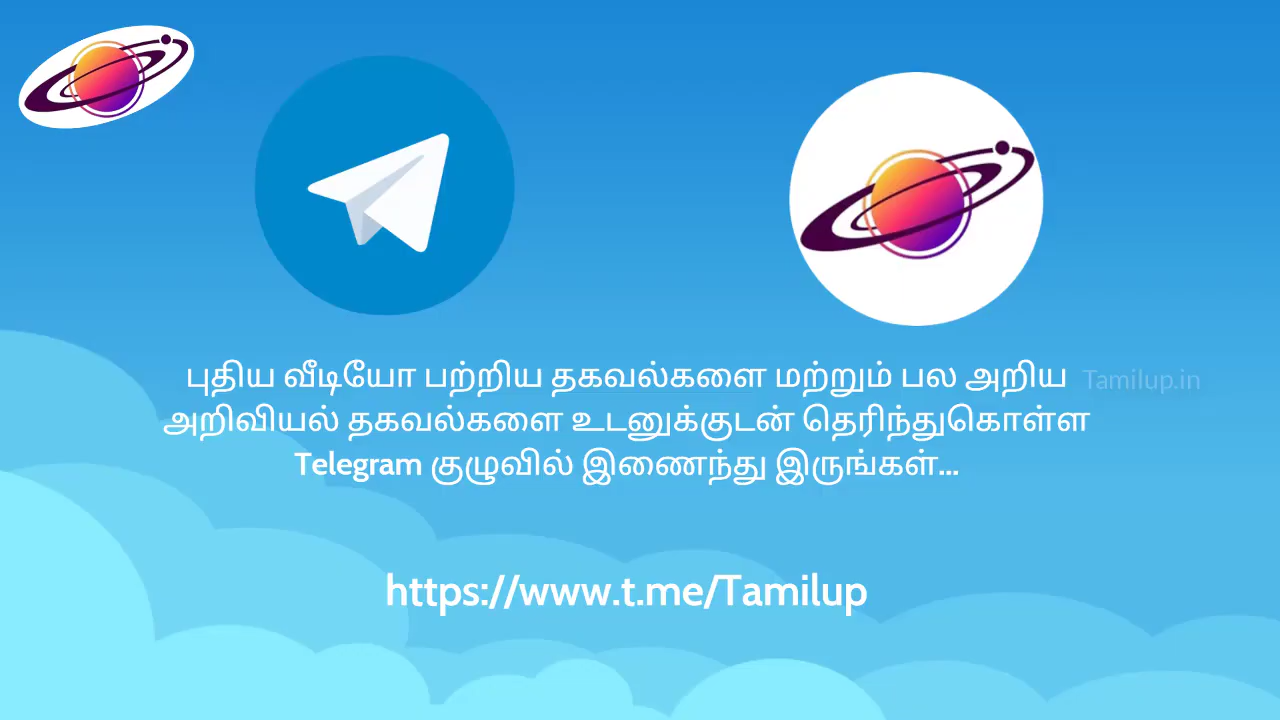 புதிய வீடியோ பற்றிய தகவல்களை மற்றும் பல அறிய
Tamilup.in
அறிவியல் தகவல்களை உடனுக்குடன் தெரிந்துகொள்ள
Telegram குழுவில் இணைந்து இருங்கள்...
https://www.t.me/Tamilup